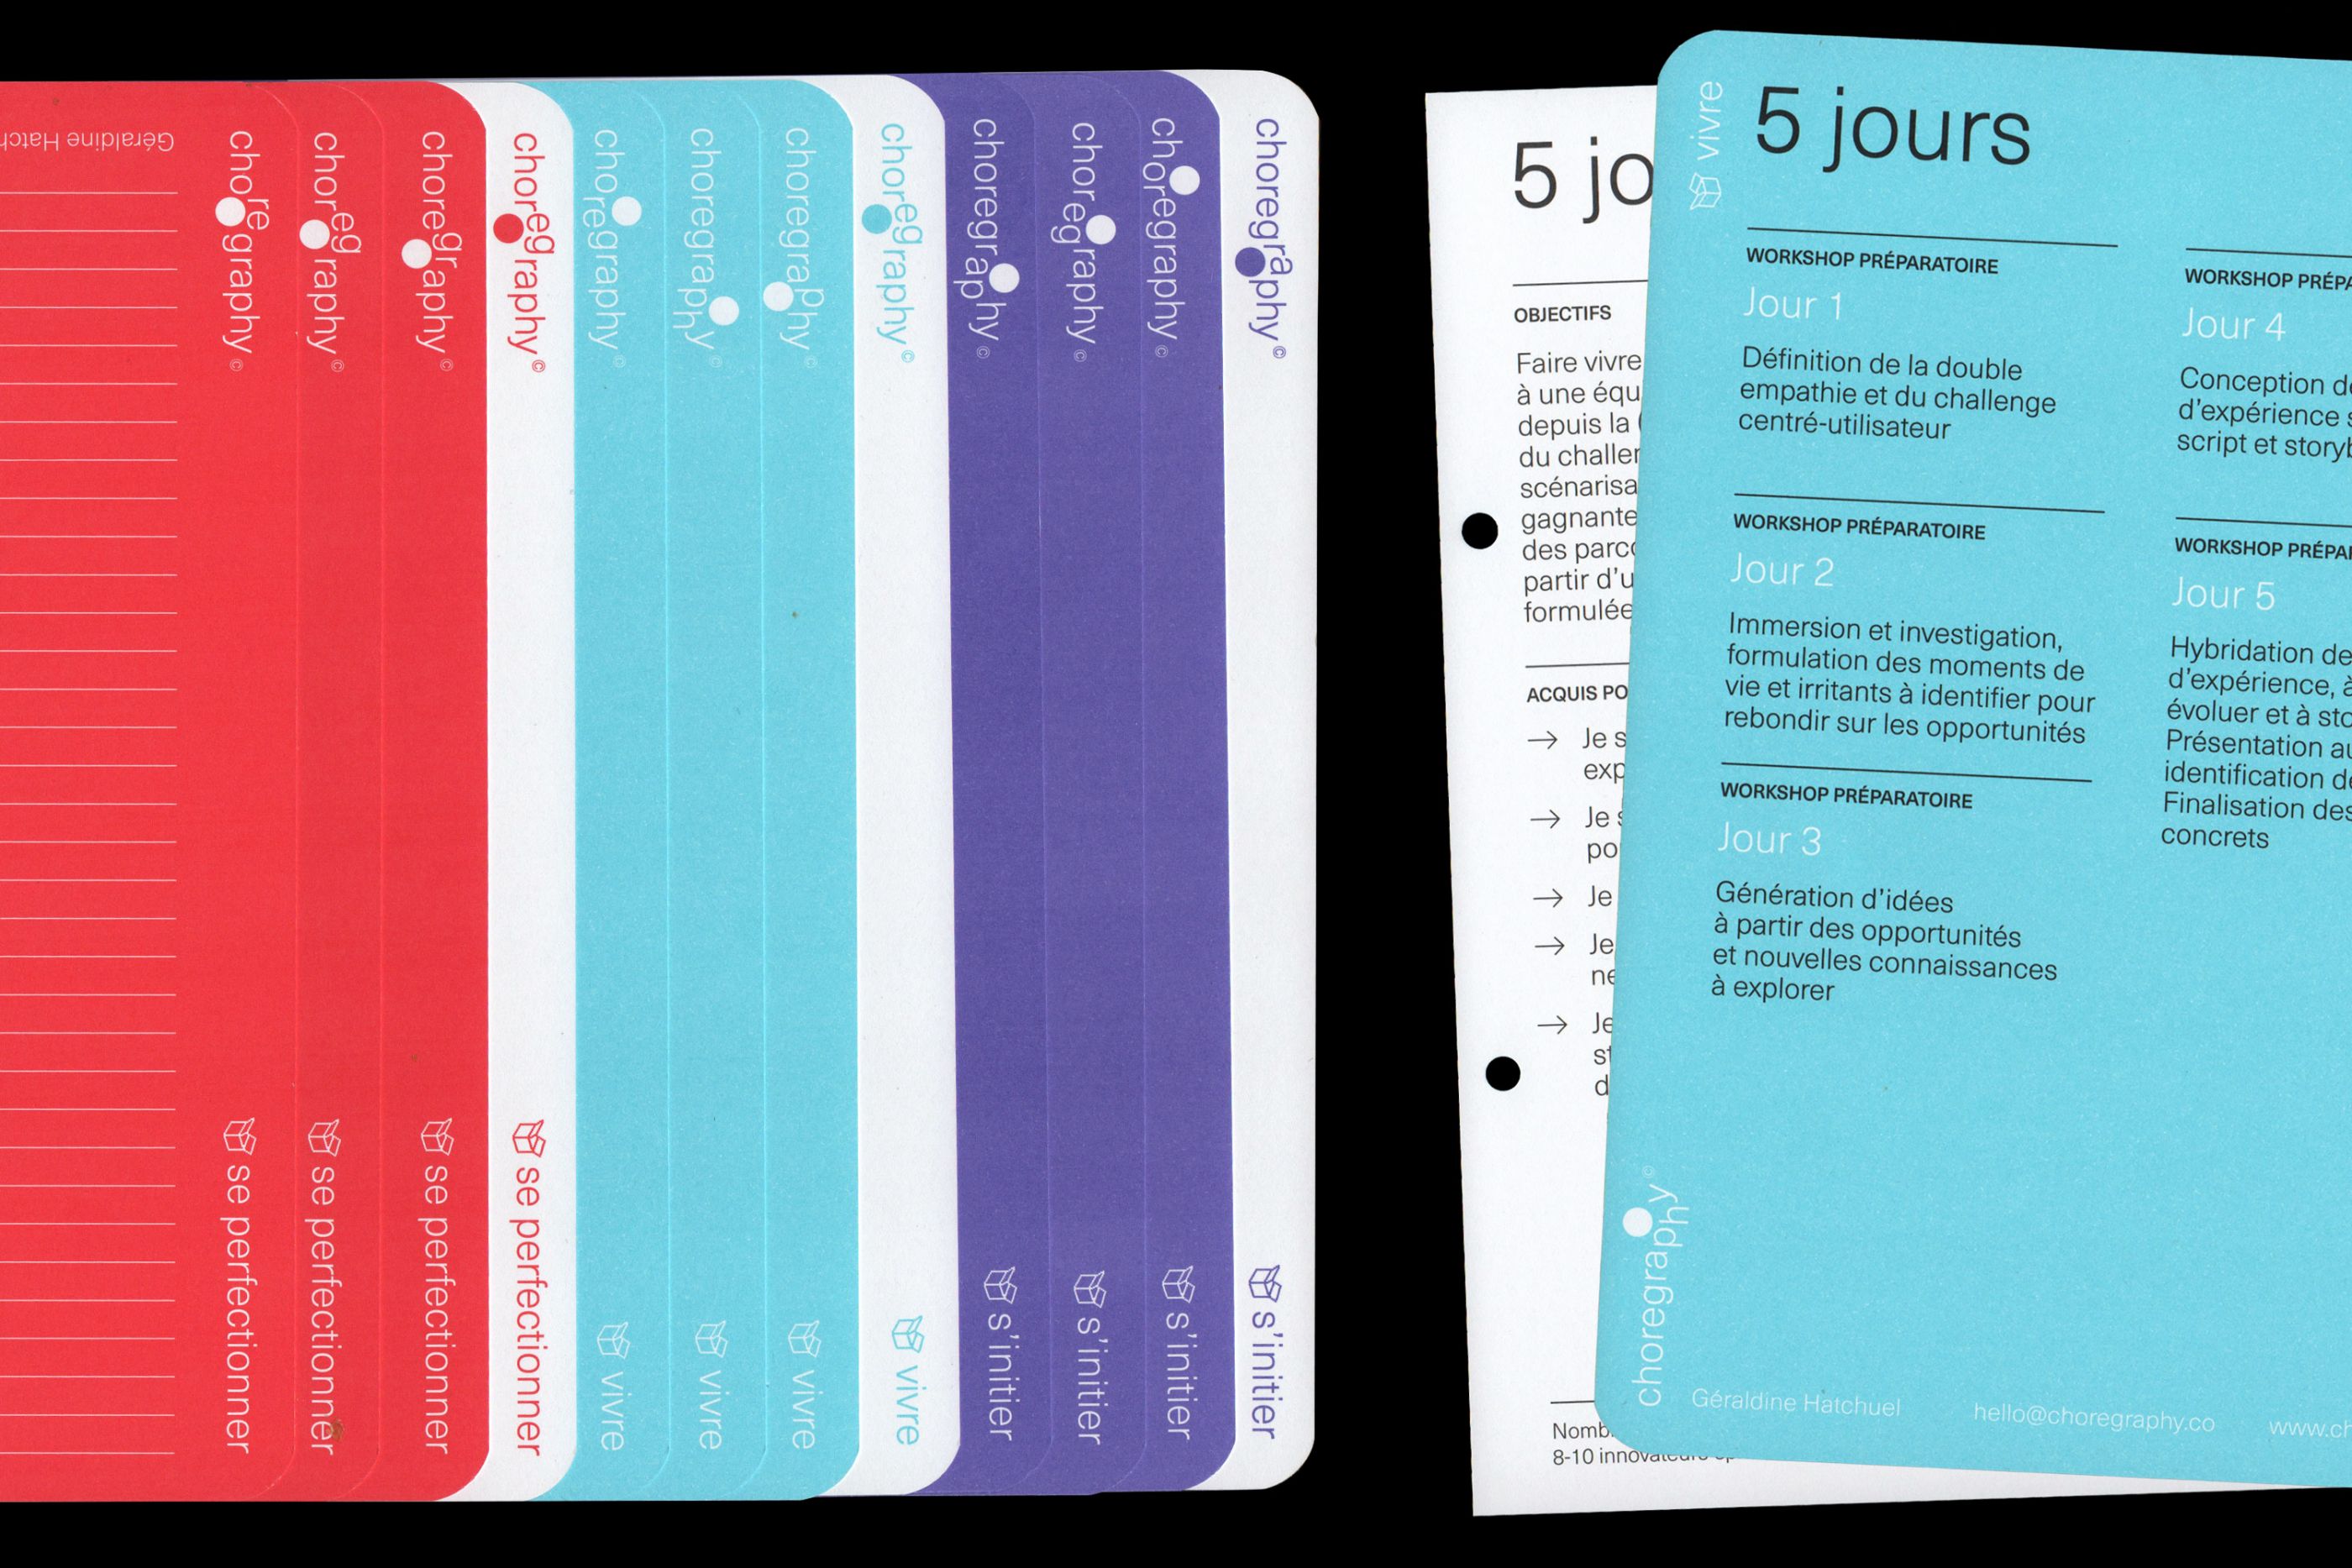 Géraldine Hatch
choregraphy©
se perfectionner
choregraphy©
se perfectionner
choregraphy©
se perfectionner
choregraphy©
se perfectionner
choregraphy©
vivre
choregraphy©
vivre
choregraphy©
vivre
choregraphy©
vivre
choregraphy©
s'initier
choregraphy©
s'initier
choregraphy©
s'initier
choregraphy©
s'initier
5 jo
OBJECTIFS
Faire vivre
à une équ
depuis la
du challen
scénarisa
gagnante
des parco
partir d'u
formulée
ACQUIS PO
→ Je s
exp
→ Je s
po
→ Je
→ Je
ne
→ Je
st
d
Nomb
8-10 innovateurs
vivre
5 jours
WORKSHOP PRÉPARATOIRE
Jour 1
Définition de la double
empathie et du challenge
centré-utilisateur
WORKSHOP PRÉPARATOIRE
Jour 2
Immersion et investigation,
formulation des moments de
vie et irritants à identifier pour
rebondir sur les opportunités
WORKSHOP PRÉPARATOIRE
Jour 3
Génération d'idées
à partir des opportunités
et nouvelles connaissances
à explorer
WORKSHOP PRÉPA
Jour 4
Conception de
d'expérience s
script et storyb
WORKSHOP PRÉPAR
Jour 5
Hybridation de
d'expérience, à
évoluer et à sto
Présentation au
identification de
Finalisation des
concrets
choregraphy©
Géraldine Hatchuel
hello@choregraphy.co
www.ch